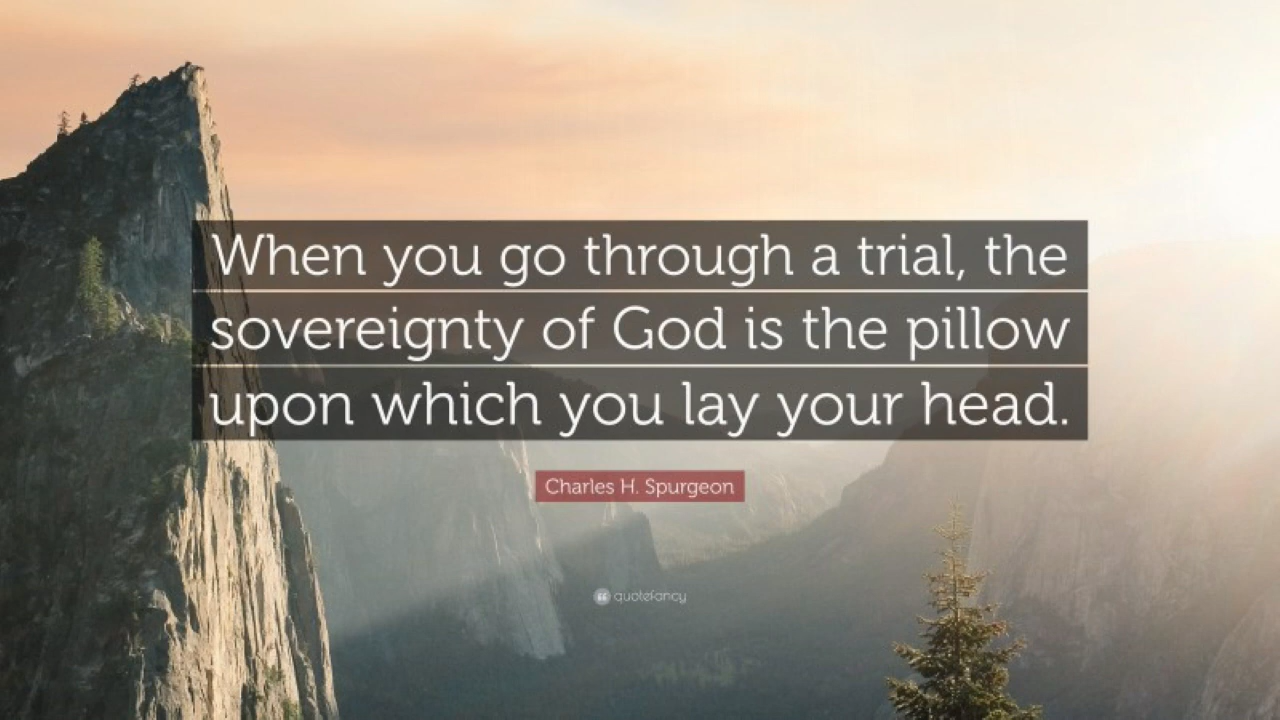 When you go through a trial, the
sovereignty of God is the pillow
upon which you lay your head.
Charles H. Spurgeon
quotefancy